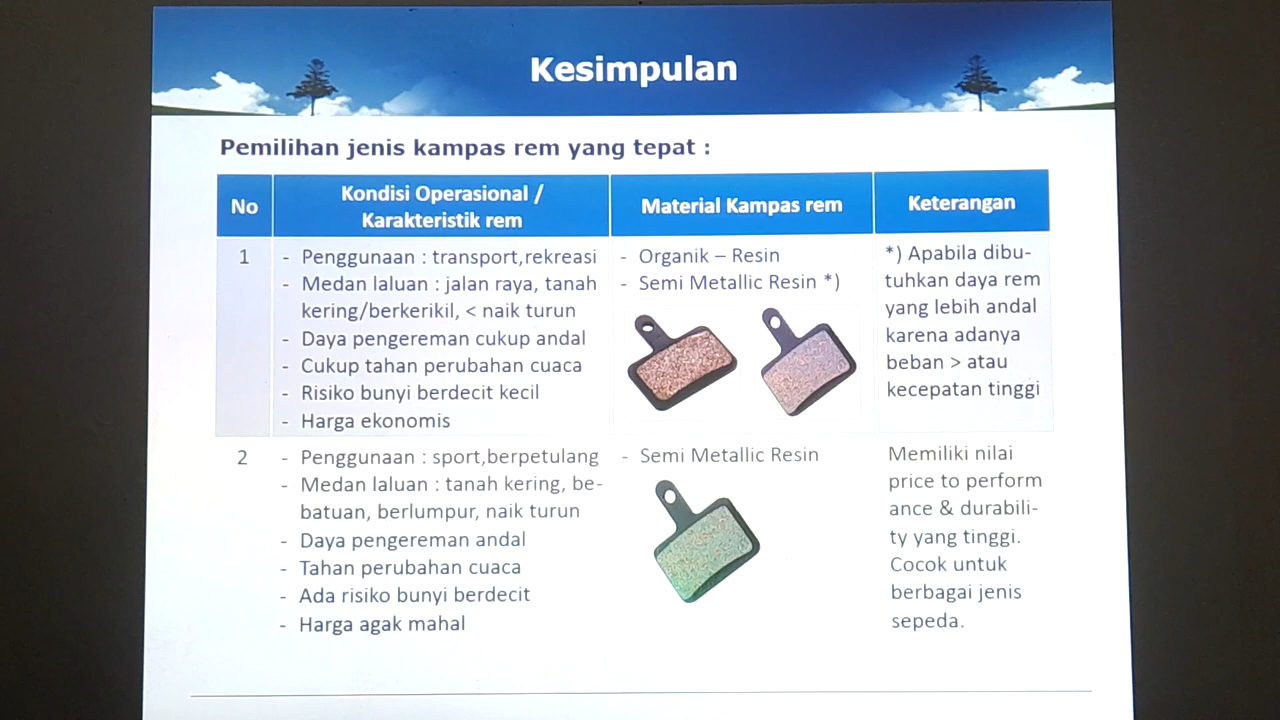 Kesimpulan
Pemilihan jenis kampas rem yang tepat :
No
Kondisi Operasional /
Karakteristik rem
Material Kampas rem
Keterangan
1
- Penggunaan : transport,rekreasi
- Medan laluan : jalan raya, tanah
kering/berkerikil, < naik turun
- Daya pengereman cukup andal
- Cukup tahan perubahan cuaca
- Risiko bunyi berdecit kecil
- Harga ekonomis
- Organik – Resin
- Semi Metallic Resin *)
*) Apabila dibu-
tuhkan daya rem
yang lebih andal
karena adanya
beban > atau
kecepatan tinggi
2
- Penggunaan : sport,berpetulang
- Medan laluan : tanah kering, be-
batuan, berlumpur, naik turun
- Daya pengereman andal
- Tahan perubahan cuaca
- Ada risiko bunyi berdecit
- Harga agak mahal
- Semi Metallic Resin
Memiliki nilai
price to perform
ance & durabili-
ty yang tinggi.
Cocok untuk
berbagai jenis
sepeda.